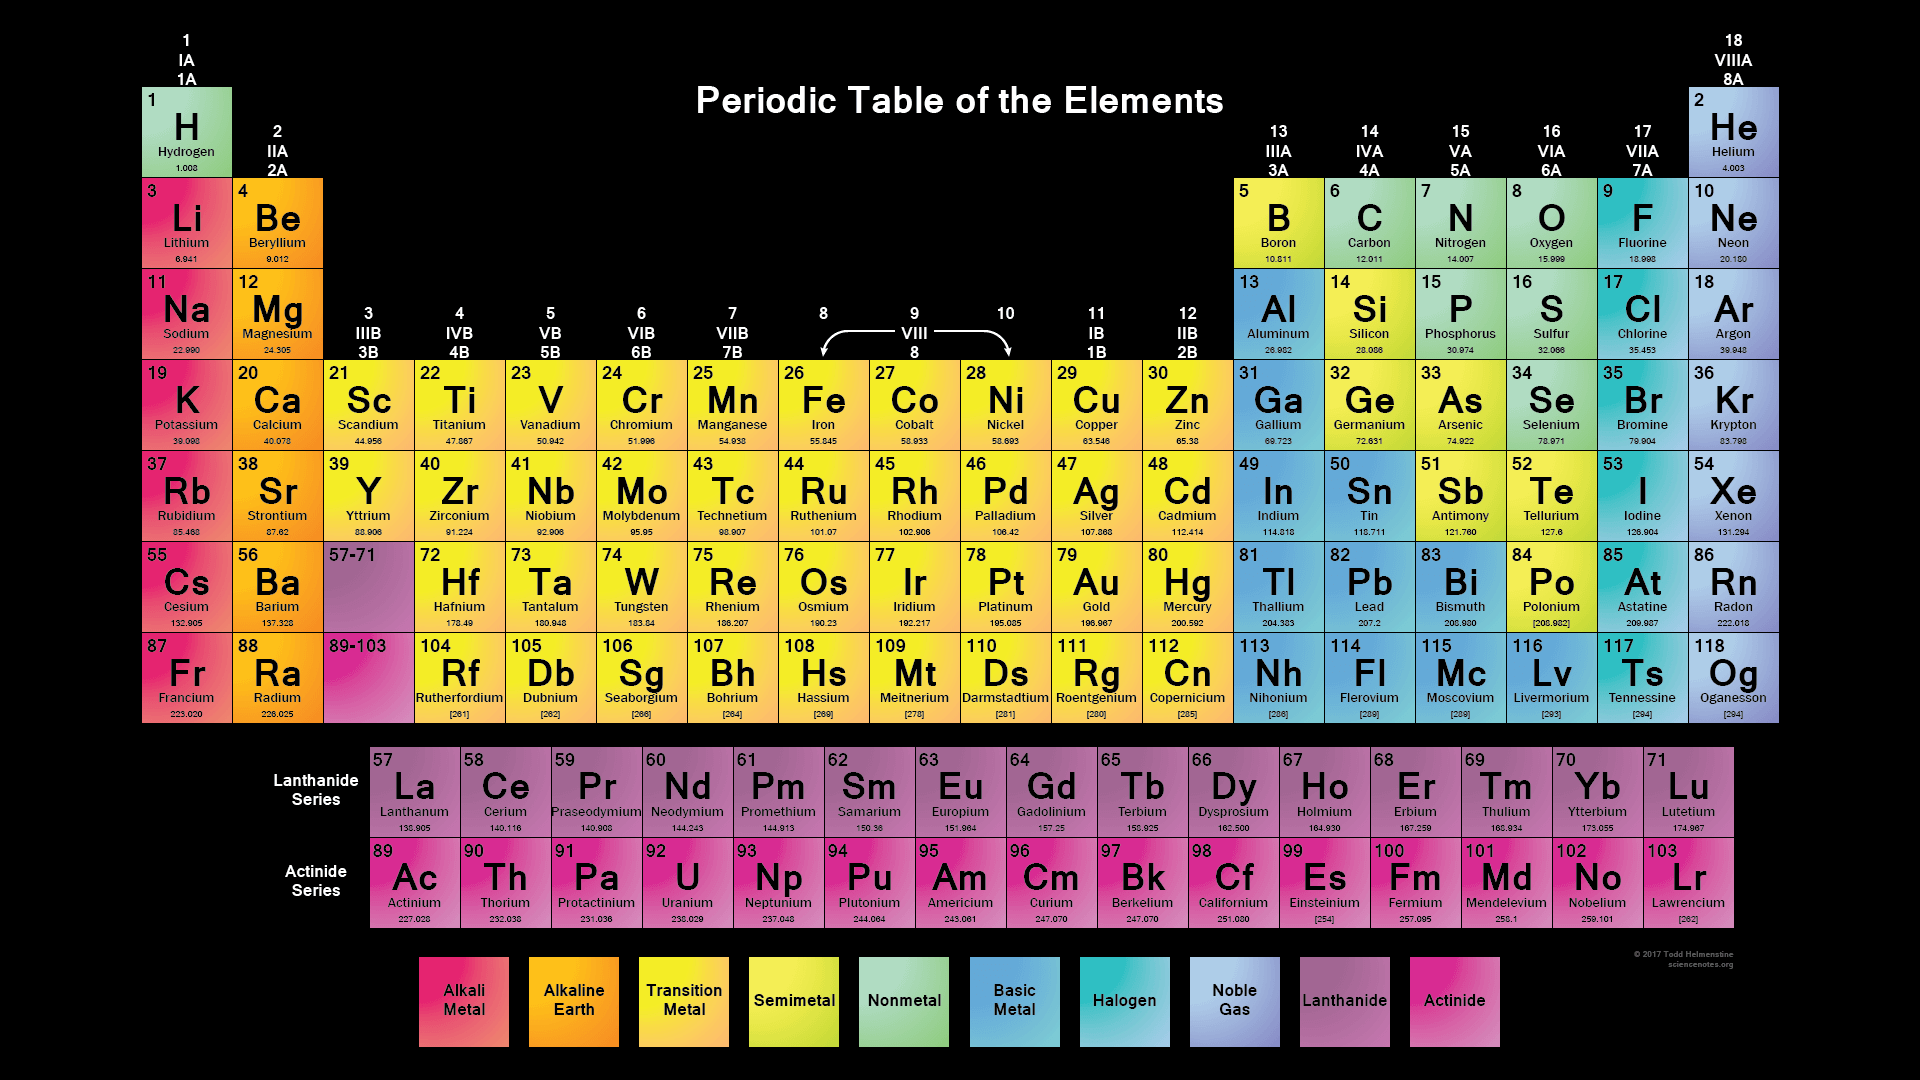 Periodic Table of the Elements
1
IA
1A
18
VIIIA
8A
1
H
Hydrogen
1.008
2
He
Helium
4.003
2
IIA
2A
13
IIIA
3A
14
IVA
4A
15
VA
5A
16
VIA
6A
17
VIIA
7A
3
Li
Lithium
6.941
4
Be
Beryllium
9.012
5
B
Boron
10.811
6
C
Carbon
12.011
7
N
Nitrogen
14.007
8
O
Oxygen
15.999
9
F
Fluorine
18.998
10
Ne
Neon
20.180
11
Na
Sodium
22.990
12
Mg
Magnesium
24.305
3
IIIB
3B
4
IVB
4B
5
VB
5B
6
VIB
6B
7
VIIB
7B
8
9
10
VIII
8
11
IB
1B
12
IIB
2B
13
Al
Aluminum
26.982
14
Si
Silicon
28.086
15
P
Phosphorus
30.974
16
S
Sulfur
32.066
17
Cl
Chlorine
35.453
18
Ar
Argon
39.948
19
K
Potassium
39.098
20
Ca
Calcium
40.078
21
Sc
Scandium
44.956
22
Ti
Titanium
47.867
23
V
Vanadium
50.942
24
Cr
Chromium
51.996
25
Mn
Manganese
54.938
26
Fe
Iron
55.845
27
Co
Cobalt
58.933
28
Ni
Nickel
58.693
29
Cu
Copper
63.546
30
Zn
Zinc
65.38
31
Ga
Gallium
69.723
32
Ge
Germanium
72.631
33
As
Arsenic
74.922
34
Se
Selenium
78.971
35
Br
Bromine
79.904
36
Kr
Krypton
83.798
37
Rb
Rubidium
85.468
38
Sr
Strontium
87.62
39
Y
Yttrium
88.906
40
Zr
Zirconium
91.224
41
Nb
Niobium
92.906
42
Mo
Molybdenum
95.95
43
Tc
Technetium
98.907
44
Ru
Ruthenium
101.07
45
Rh
Rhodium
102.906
46
Pd
Palladium
106.42
47
Ag
Silver
107.868
48
Cd
Cadmium
112.414
49
In
Indium
114.818
50
Sn
Tin
118.711
51
Sb
Antimony
121.760
52
Te
Tellurium
127.6
53
I
Iodine
126.904
54
Xe
Xenon
131.294
55
Cs
Cesium
132.905
56
Ba
Barium
137.328
57-71
72
Hf
Hafnium
178.49
73
Ta
Tantalum
180.948
74
W
Tungsten
183.84
75
Re
Rhenium
186.207
76
Os
Osmium
190.23
77
Ir
Iridium
192.217
78
Pt
Platinum
195.085
79
Au
Gold
196.967
80
Hg
Mercury
200.592
81
Tl
Thallium
204.383
82
Pb
Lead
207.2
83
Bi
Bismuth
208.980
84
Po
Polonium
[208.982]
85
At
Astatine
209.987
86
Rn
Radon
222.018
87
Fr
Francium
223.020
88
Ra
Radium
226.025
89-103
104
Rf
Rutherfordium
[261]
105
Db
Dubnium
[262]
106
Sg
Seaborgium
[266]
107
Bh
Bohrium
[264]
108
Hs
Hassium
[269]
109
Mt
Meitnerium
[278]
110
Ds
Darmstadtium
[281]
111
Rg
Roentgenium
[280]
112
Cn
Copernicium
[285]
113
Nh
Nihonium
[286]
114
Fl
Flerovium
[289]
115
Mc
Moscovium
[289]
116
Lv
Livermorium
[293]
117
Ts
Tennessine
[294]
118
Og
Oganesson
[294]
Lanthanide
Series
57
La
Lanthanum
138.905
58
Ce
Cerium
140.116
59
Pr
Praseodymium
140.908
60
Nd
Neodymium
144.243
61
Pm
Promethium
144.913
62
Sm
Samarium
150.36
63
Eu
Europium
151.964
64
Gd
Gadolinium
157.25
65
Tb
Terbium
158.925
66
Dy
Dysprosium
162.500
67
Ho
Holmium
164.930
68
Er
Erbium
167.259
69
Tm
Thulium
168.934
70
Yb
Ytterbium
173.055
71
Lu
Lutetium
174.967
Actinide
Series
89
Ac
Actinium
227.028
90
Th
Thorium
232.038
91
Pa
Protactinium
231.036
92
U
Uranium
238.029
93
Np
Neptunium
237.048
94
Pu
Plutonium
244.064
95
Am
Americium
243.061
96
Cm
Curium
247.070
97
Bk
Berkelium
247.070
98
Cf
Californium
251.080
99
Es
Einsteinium
[254]
100
Fm
Fermium
257.095
101
Md
Mendelevium
258.1
102
No
Nobelium
259.101
103
Lr
Lawrencium
[262]
© 2017 Todd Helmenstine
sciencenotes.org
Alkali
Metal
Alkaline
Earth
Transition
Metal
Semimetal
Nonmetal
Basic
Metal
Halogen
Noble
Gas
Lanthanide
Actinide